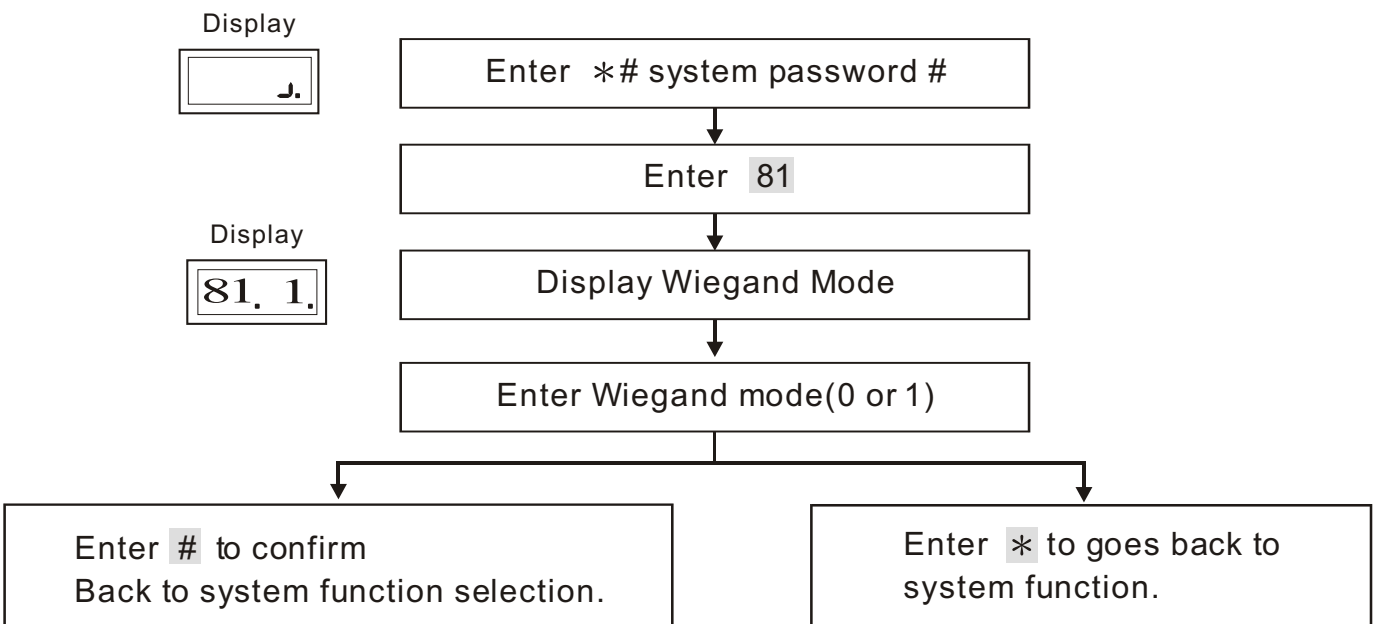 Display
Enter *# system password #
Enter 81
Display
81. 1.
Display Wiegand Mode
Enter Wiegand mode(0 or 1)
Enter # to confirm
Back to system function selection.
Enter * to goes back to
system function.